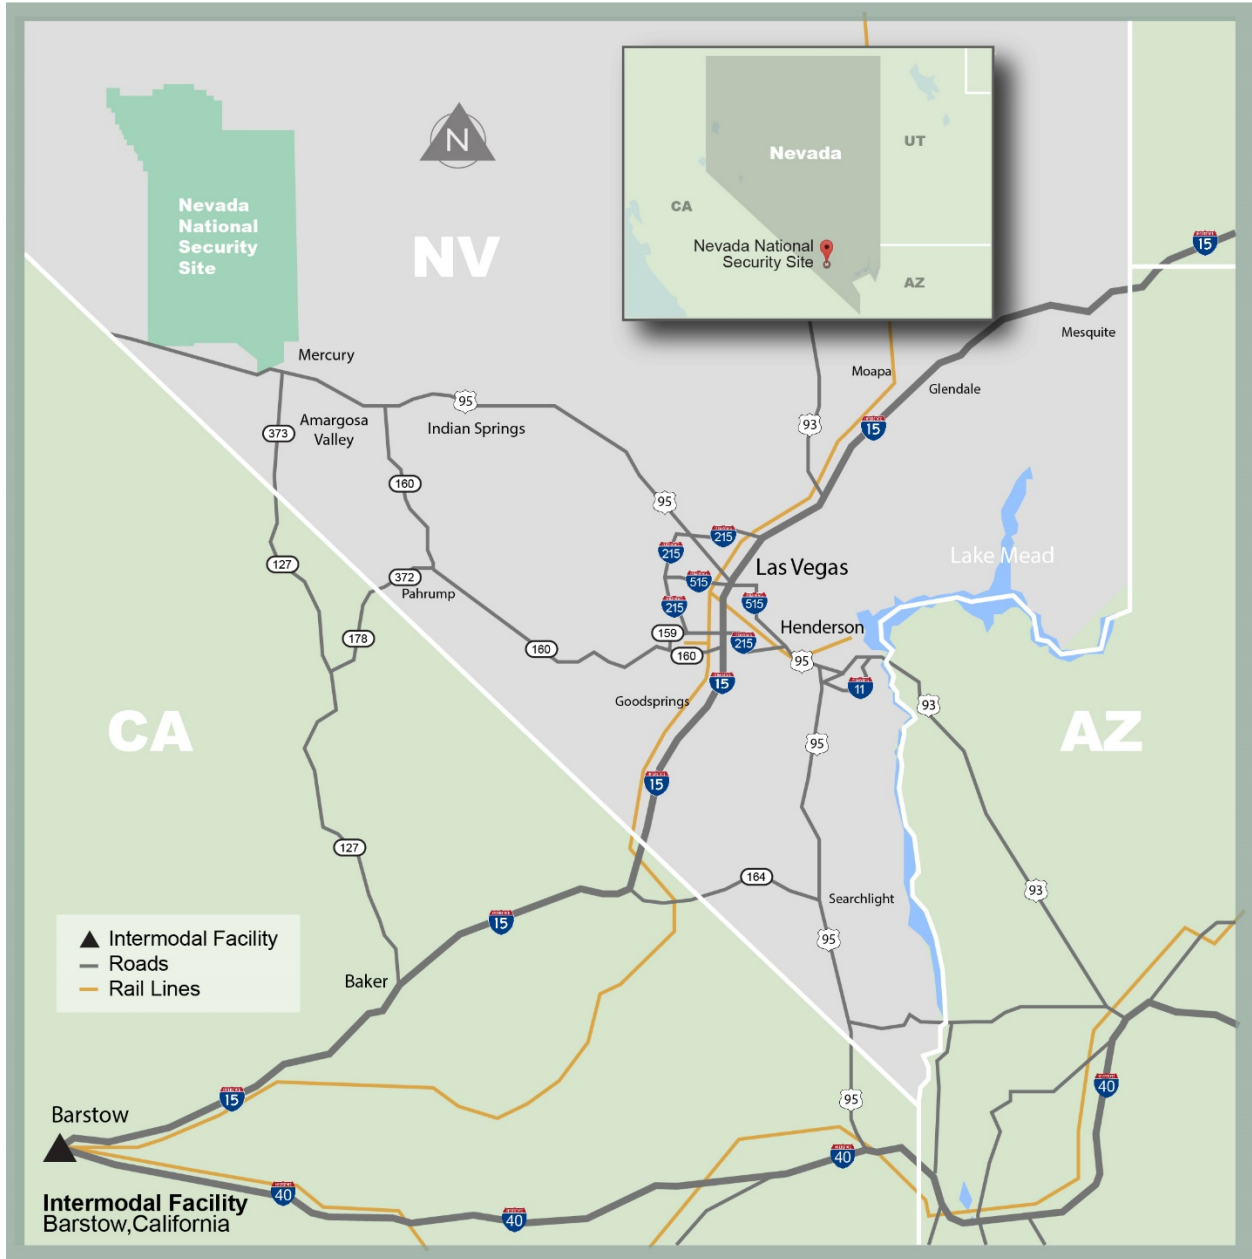 Nevada
UT
CA
Nevada National
Security Site
AZ
Nevada
National
Security
Site
N
NV
15
Mesquite
Mercury
Moapa
Glendale
95
Amargosa
Valley
Indian Springs
93
15
373
160
95
215
215
Las Vegas
Lake Mead
127
372
Pahrump
515
515
215
178
159
160
160
215
Henderson
95
15
11
Goodsprings
93
CA
AZ
95
15
127
164
93
Searchlight
15
95
Intermodal Facility
Roads
Rail Lines
Baker
15
40
95
Barstow
40
40
40
Intermodal Facility
Barstow,California